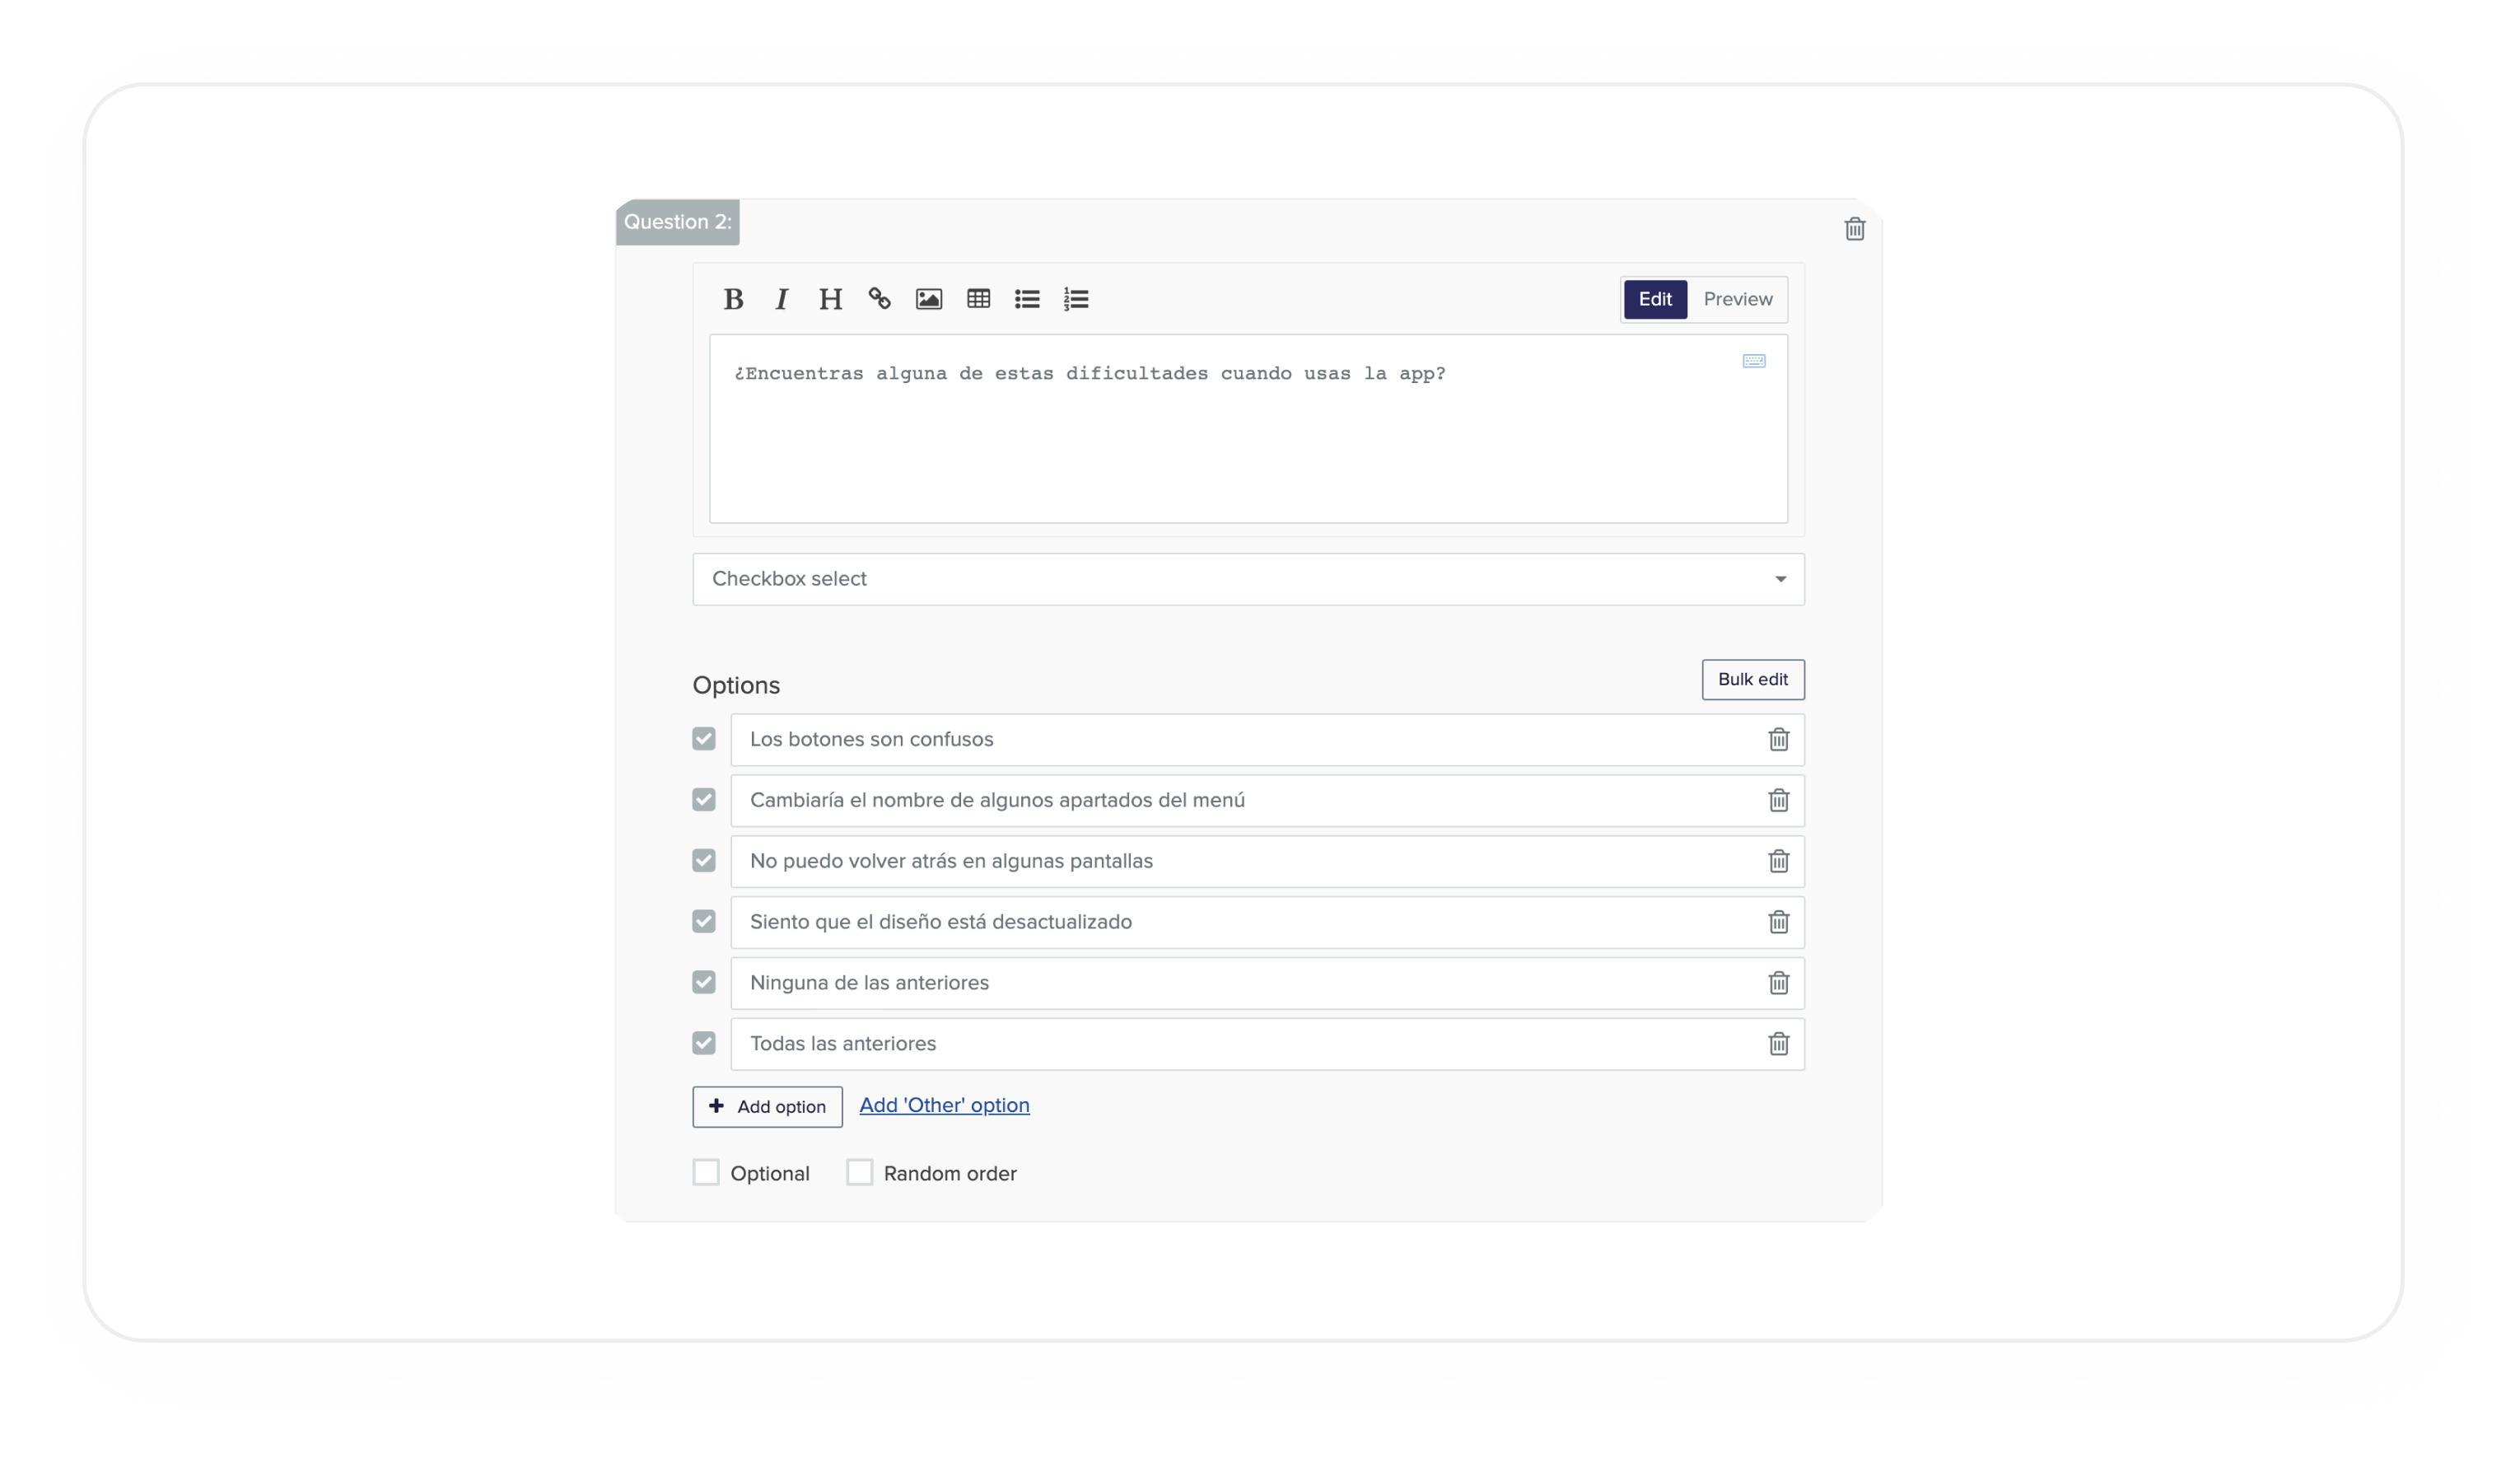 Question 2:
B I H
Edit Preview
¿Encuentras alguna de estas dificultades cuando usas la app?
Checkbox select
Options
Bulk edit
Los botones son confusos
Cambiaría el nombre de algunos apartados del menú
No puedo volver atrás en algunas pantallas
Siento que el diseño está desactualizado
Ninguna de las anteriores
Todas las anteriores
+ Add option Add 'Other' option
Optional Random order